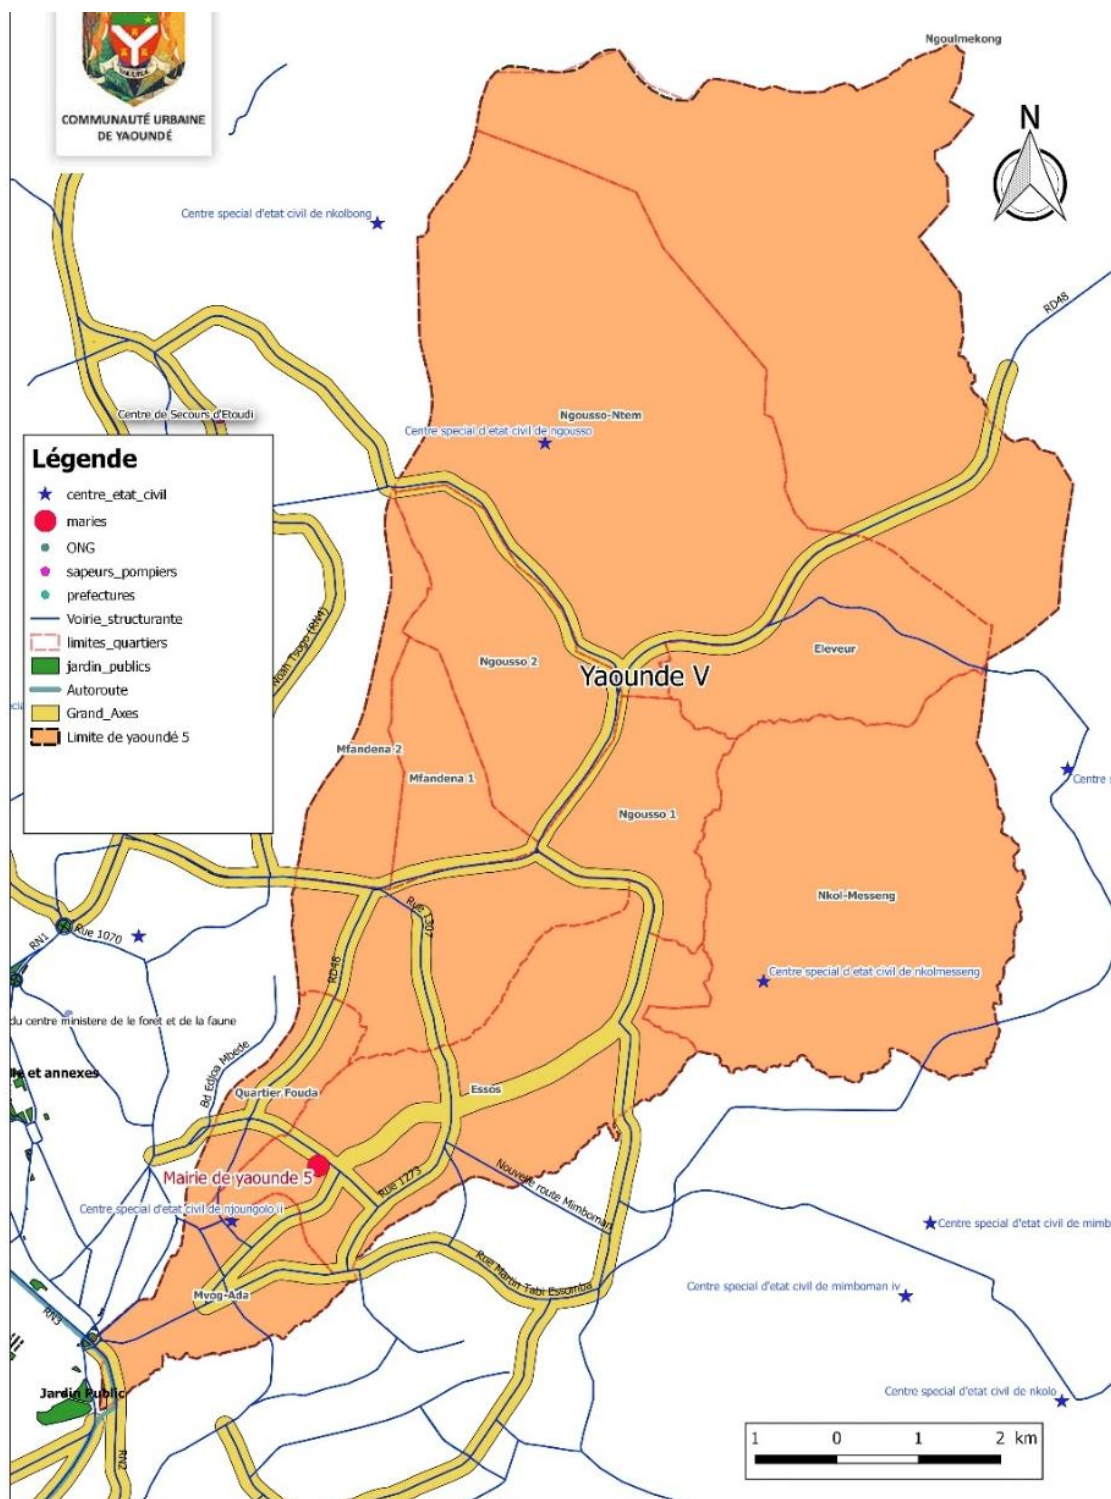 COMMUNAUTÉ URBAINE
DE YAOUNDÉ
Ngoulmekong
N
Centre special d'etat civil de nkolbong
RD48
Centre de Secours d'Etoudi
Ngousso-Ntem
Centre special d etat civil de ngousso
Légende
centre_etat_civil
maries
ONG
sapeurs_pompiers
prefectures
Voirie_structurante
limites_quartiers
jardin_publics
Autoroute
Grand_Axes
Limite de yaoundé 5
Noah Tsogo (RN4)
Eleveur
Ngousso 2
Yaounde V
Mfandena 2
Mfandena 1
Centre
Ngousso 1
Nkol-Messeng
Rue 1307
Rue 1070
RN1
RD48
Centre special d etat civil de nkolmesseng
du centre ministere de le foret et de la faune
lle et annexes
Bd Edjoa Mbede
Quartier Fouda
Essos
Mairie de yaounde 5
Rue 1273
Nouvelle route Mimboman
Centre special d'etat civil de njoungolo ii
Centre special d'etat civil de mimb
Rue Martin Tabi Essomba
Centre special d'etat civil de mimboman iv
Mvog-Ada
RN3
Jardin Public
Centre special d'etat civil de nkolo
RN2
1 0 1 2 km